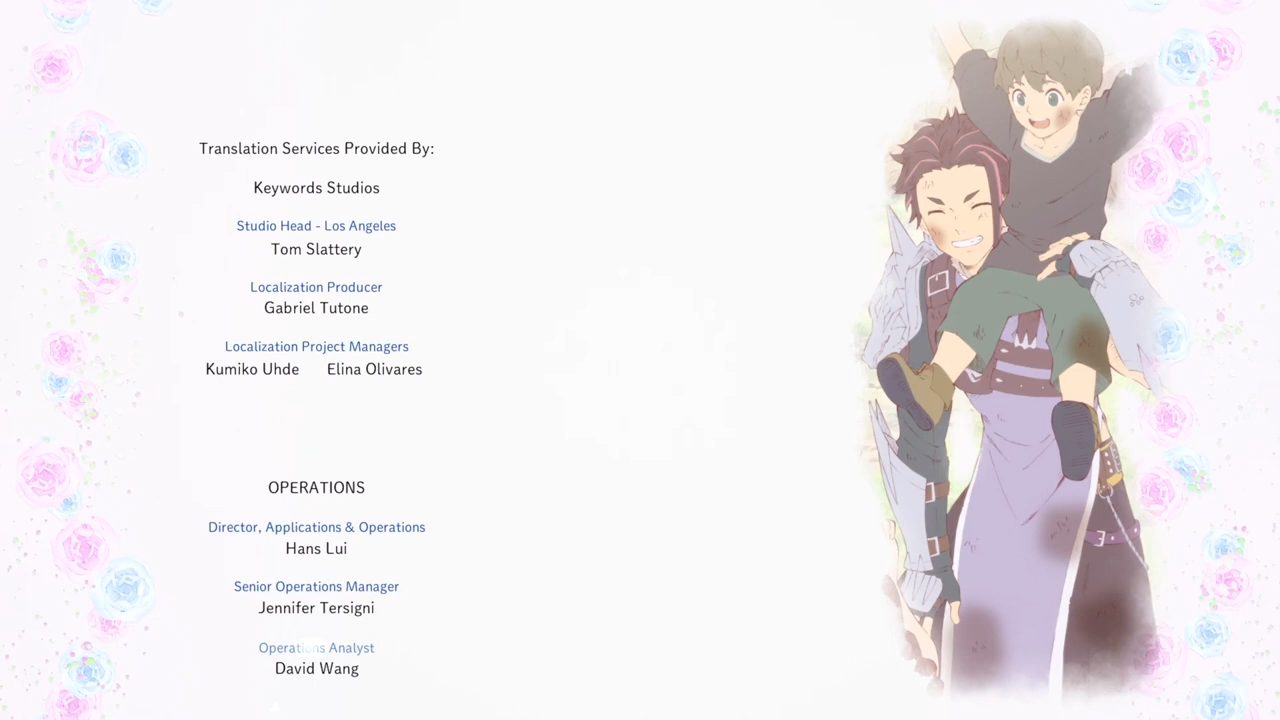 Translation Services Provided By:
Keywords Studios
Studio Head - Los Angeles
Tom Slattery
Localization Producer
Gabriel Tutone
Localization Project Managers
Kumiko Uhde Elina Olivares
OPERATIONS
Director, Applications & Operations
Hans Lui
Senior Operations Manager
Jennifer Tersigni
Operations Analyst
David Wang